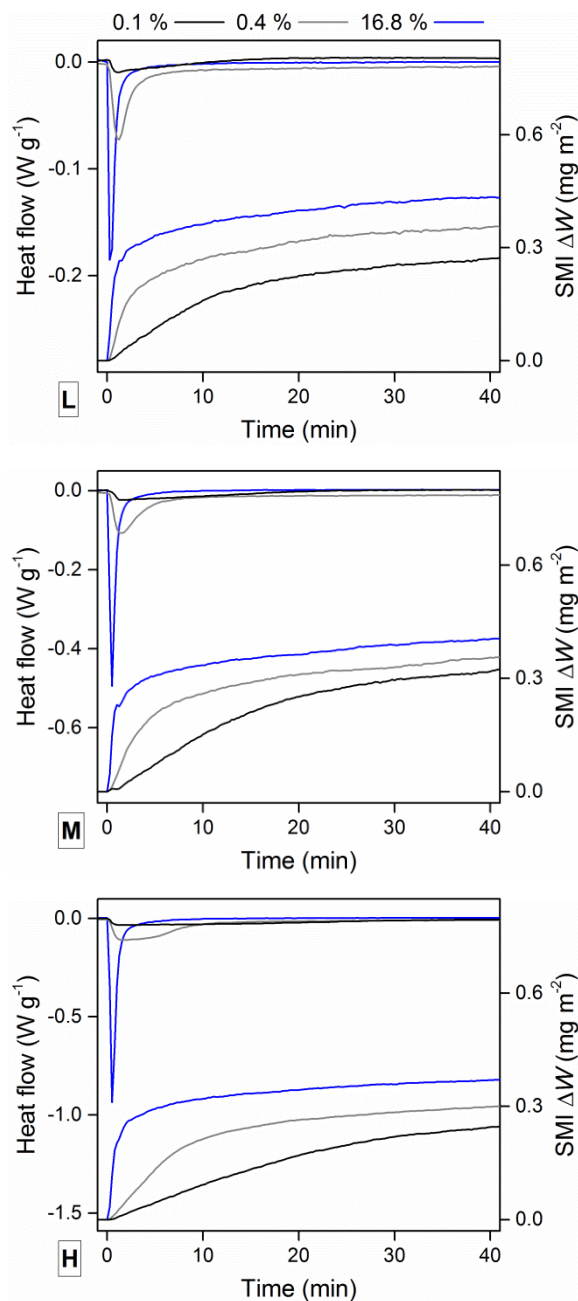 0.1 % 0.4 % 16.8 %
0.0
-0.1
-0.2
Heat flow (W g⁻¹)
0.6
0.3
0.0
SMI ΔW (mg m⁻²)
0 10 20 30 40
L
Time (min)
0.0
-0.2
-0.4
-0.6
Heat flow (W g⁻¹)
0.6
0.3
0.0
SMI ΔW (mg m⁻²)
0 10 20 30 40
M
Time (min)
0.0
-0.5
-1.0
-1.5
Heat flow (W g⁻¹)
0.6
0.3
0.0
SMI ΔW (mg m⁻²)
0 10 20 30 40
H
Time (min)